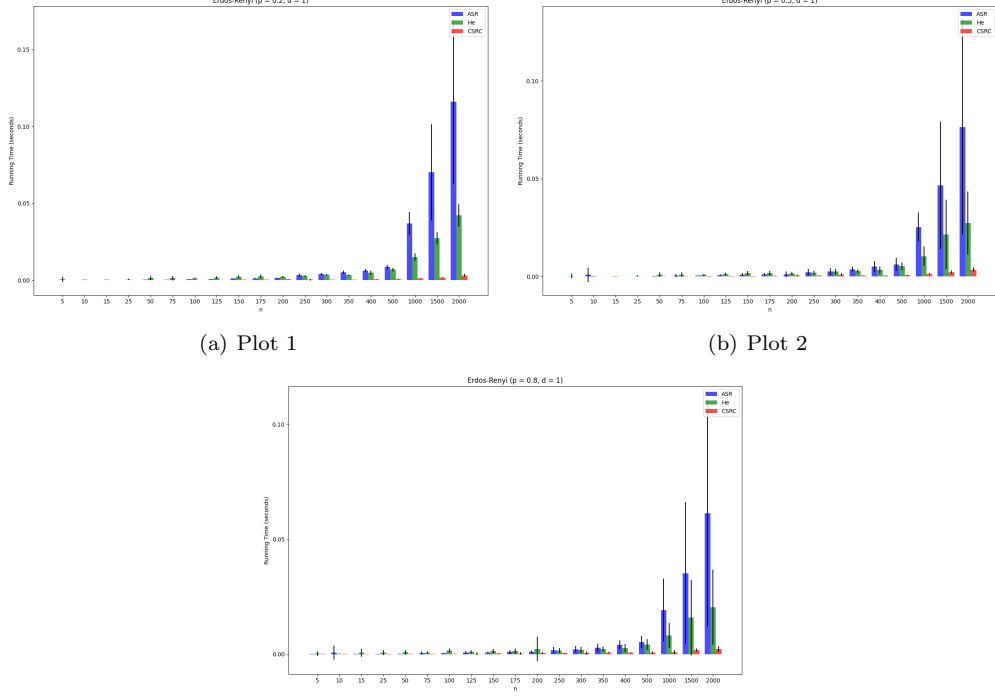 Erdos-Renyi (p = 0.2, d = 1)
ASR
He
CSRC
0.15
0.10
0.05
0.00
Running Time (seconds)
5 10 15 25 50 75 100 125 150 175 200 250 300 350 400 500 1000 1500 2000
n
(a) Plot 1
Erdos-Renyi (p = 0.5, d = 1)
ASR
He
CSRC
0.10
0.05
0.00
Running Time (seconds)
5 10 15 25 50 75 100 125 150 175 200 250 300 350 400 500 1000 1500 2000
n
(b) Plot 2
Erdos-Renyi (p = 0.8, d = 1)
ASR
He
CSRC
0.10
0.05
0.00
Running Time (seconds)
5 10 15 25 50 75 100 125 150 175 200 250 300 350 400 500 1000 1500 2000
n